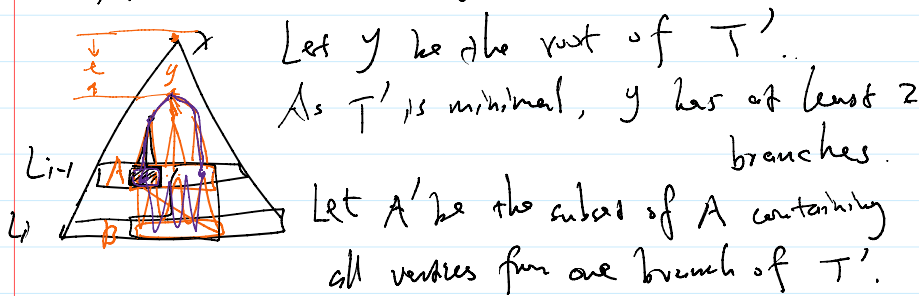 x
Let y be the root of T'.
l
y
As T' is minimal, y has at least 2
branches.
Li-1
A
Let A' be the subset of A containing
Li
B
all vertices from one branch of T'.